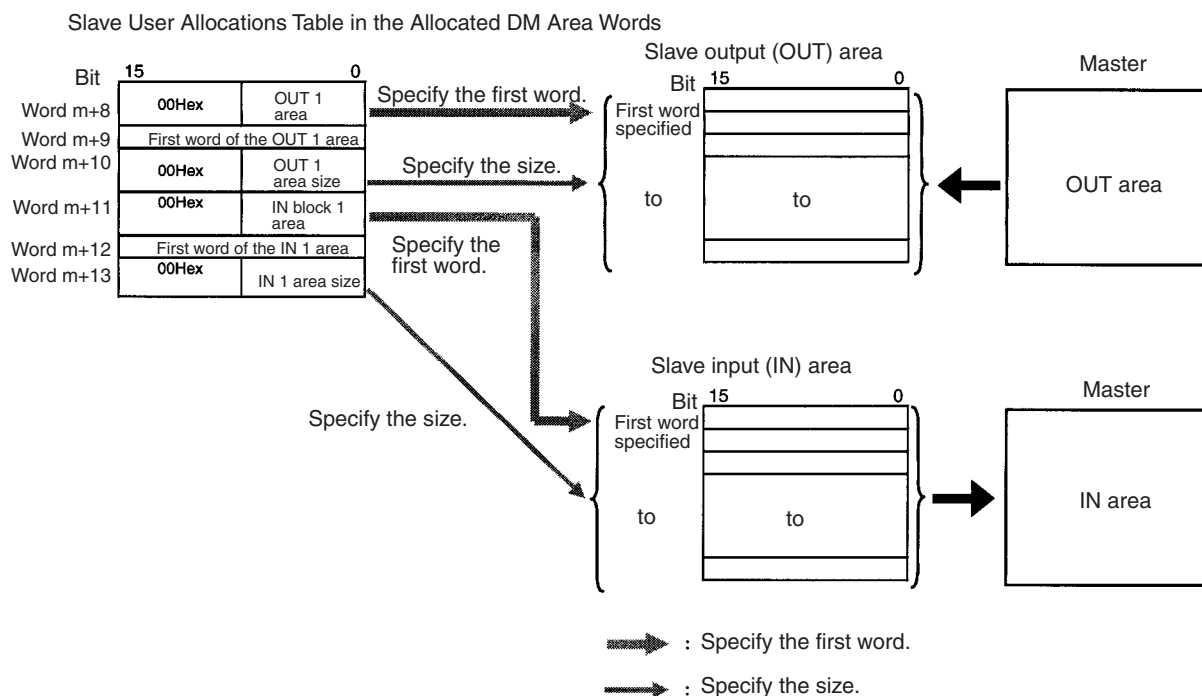 Slave User Allocations Table in the Allocated DM Area Words
Bit 15 0
Word m+8 00Hex OUT 1 area
Word m+9 First word of the OUT 1 area
Word m+10 00Hex OUT 1 area size
Word m+11 00Hex IN block 1 area
Word m+12 First word of the IN 1 area
Word m+13 00Hex IN 1 area size
Specify the first word.
Specify the size.
Specify the
first word.
Specify the size.
Slave output (OUT) area
Bit 15 0
First word
specified
to to
Master
OUT area
Slave input (IN) area
Bit 15 0
First word
specified
to to
Master
IN area
: Specify the first word.
: Specify the size.